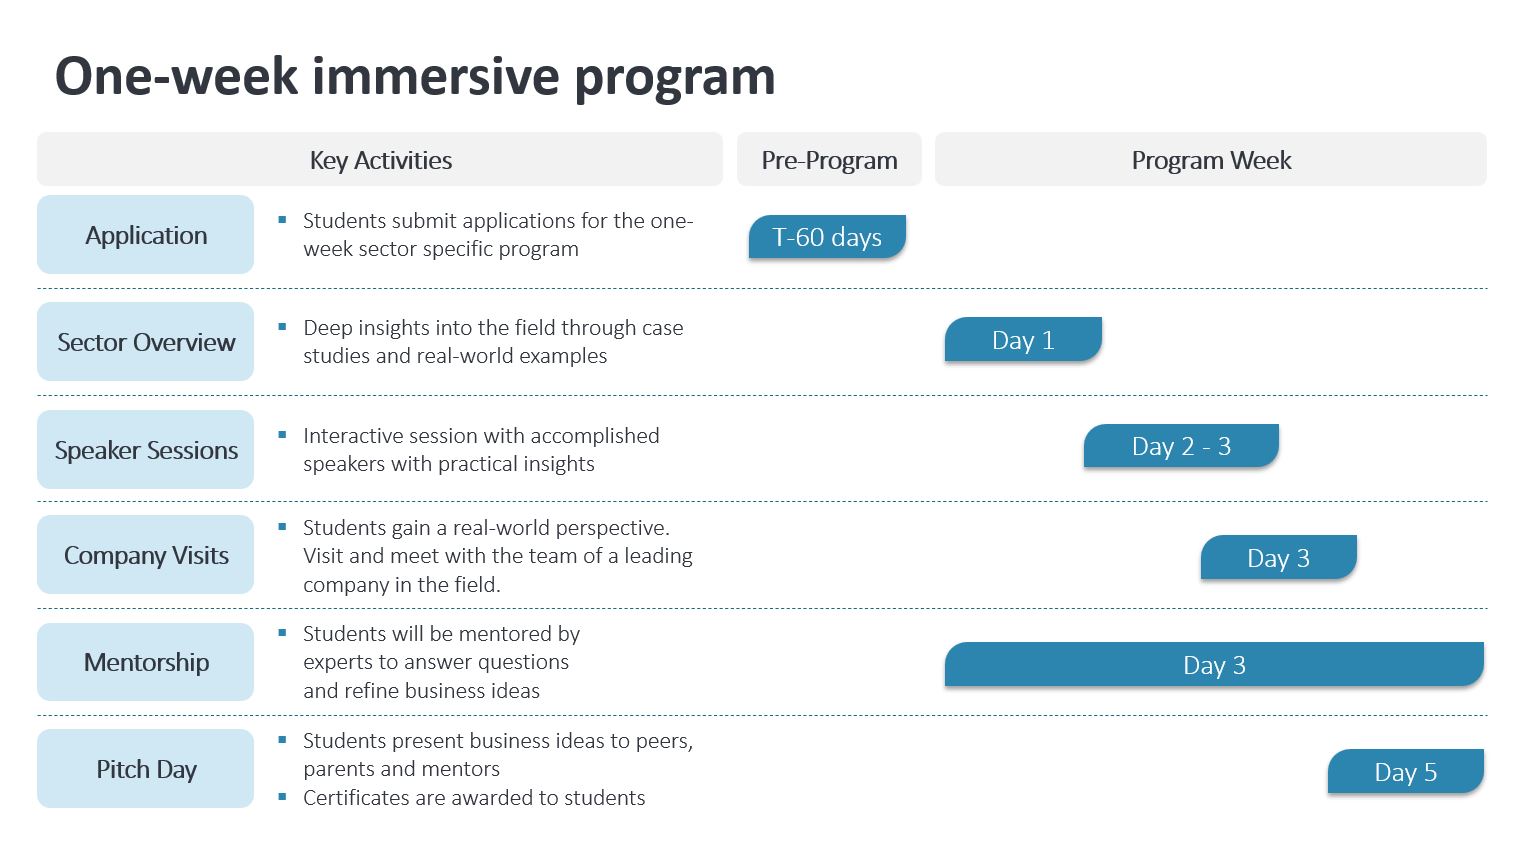 One-week immersive program
Key Activities
Pre-Program
Program Week
Application
Students submit applications for the one-
week sector specific program
T-60 days
Sector Overview
Deep insights into the field through case
studies and real-world examples
Day 1
Speaker Sessions
Interactive session with accomplished
speakers with practical insights
Day 2 - 3
Company Visits
Students gain a real-world perspective.
Visit and meet with the team of a leading
company in the field.
Day 3
Mentorship
Students will be mentored by
experts to answer questions
and refine business ideas
Day 3
Pitch Day
Students present business ideas to peers,
parents and mentors
Certificates are awarded to students
Day 5